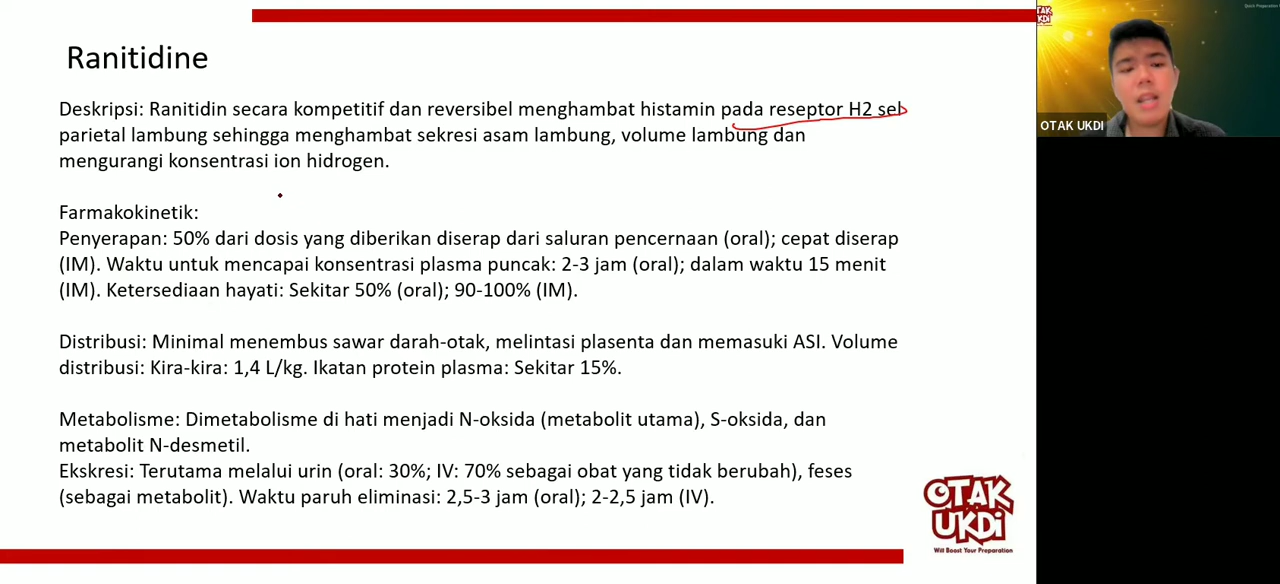 Ranitidine
Deskripsi: Ranitidin secara kompetitif dan reversibel menghambat histamin pada reseptor H2 sel
parietal lambung sehingga menghambat sekresi asam lambung, volume lambung dan
mengurangi konsentrasi ion hidrogen.
Farmakokinetik:
Penyerapan: 50% dari dosis yang diberikan diserap dari saluran pencernaan (oral); cepat diserap
(IM). Waktu untuk mencapai konsentrasi plasma puncak: 2-3 jam (oral); dalam waktu 15 menit
(IM). Ketersediaan hayati: Sekitar 50% (oral); 90-100% (IM).
Distribusi: Minimal menembus sawar darah-otak, melintasi plasenta dan memasuki ASI. Volume
distribusi: Kira-kira: 1,4 L/kg. Ikatan protein plasma: Sekitar 15%.
Metabolisme: Dimetabolisme di hati menjadi N-oksida (metabolit utama), S-oksida, dan
metabolit N-desmetil.
Ekskresi: Terutama melalui urin (oral: 30%; IV: 70% sebagai obat yang tidak berubah), feses
(sebagai metabolit). Waktu paruh eliminasi: 2,5-3 jam (oral); 2-2,5 jam (IV).
OTAK
UKDi
Will Boost Your Preparation
OTAK UKDI